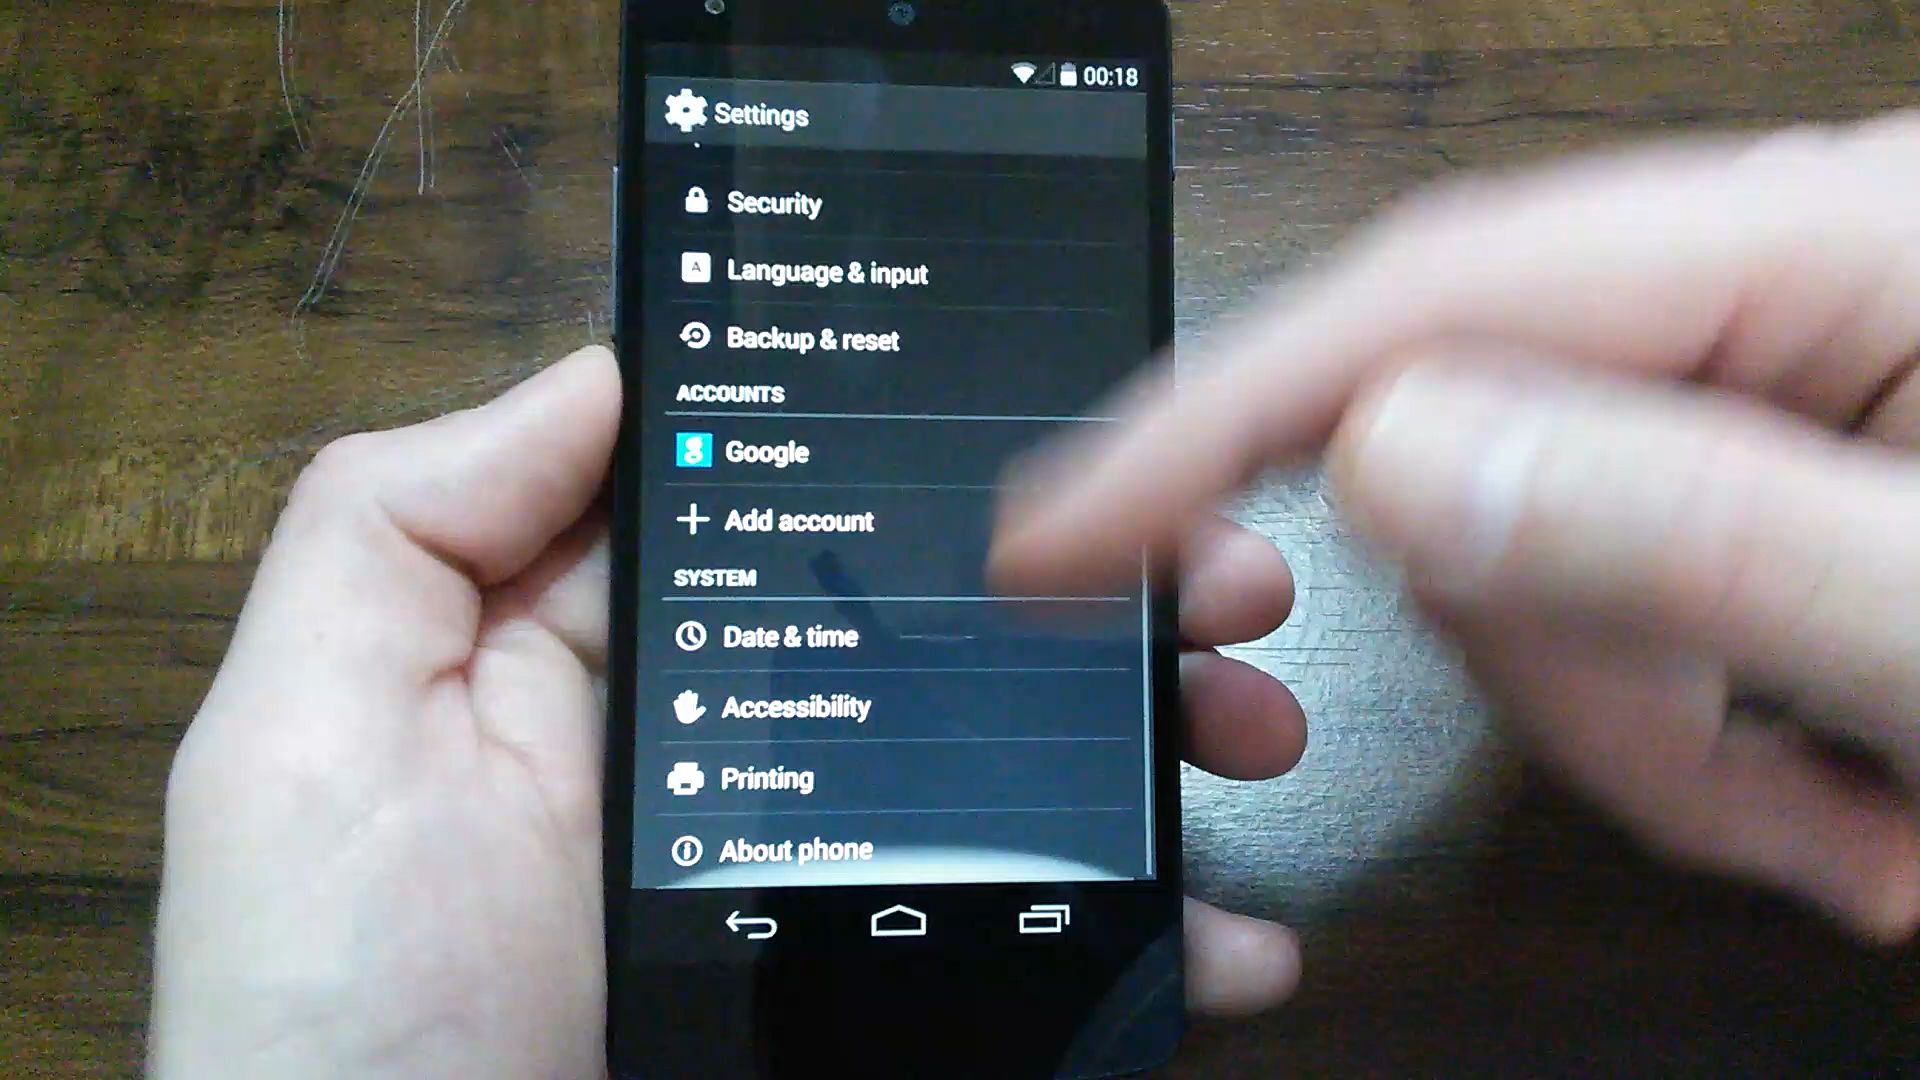 00:18
Settings
Security
Language & input
Backup & reset
ACCOUNTS
Google
Add account
SYSTEM
Date & time
Accessibility
Printing
About phone